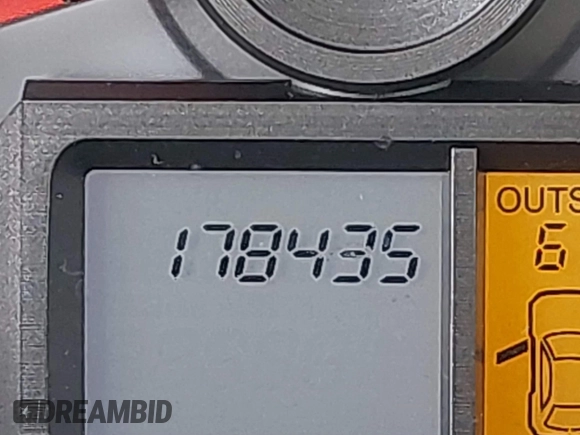 178435
OUTS
6
DREAMBID